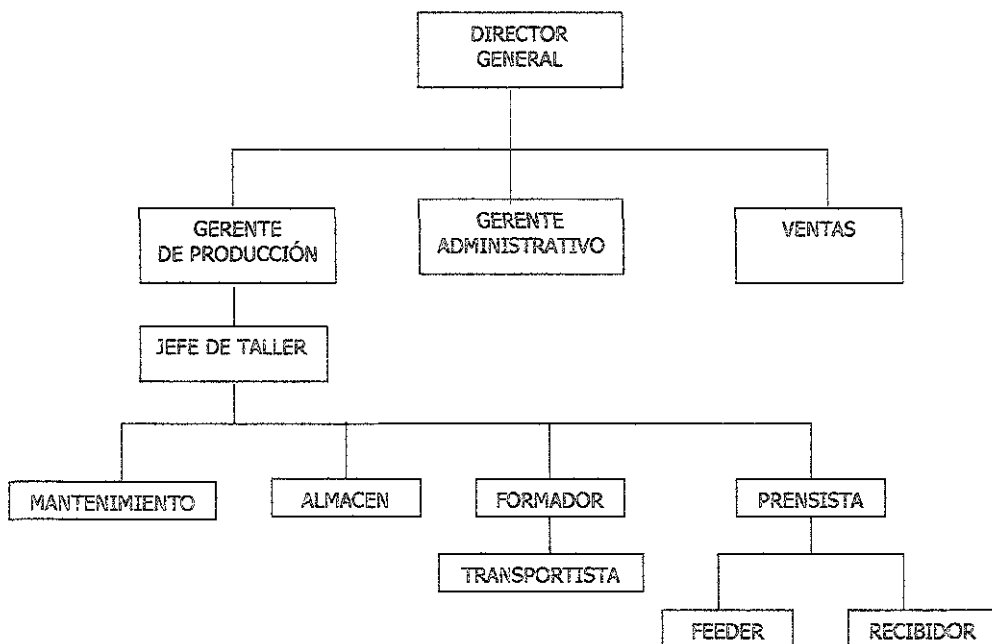 DIRECTOR
GENERAL
GERENTE
DE PRODUCCIÓN
GERENTE
ADMINISTRATIVO
VENTAS
JEFE DE TALLER
MANTENIMIENTO
ALMACEN
FORMADOR
PRENSISTA
TRANSPORTISTA
FEEDER
RECIBIDOR